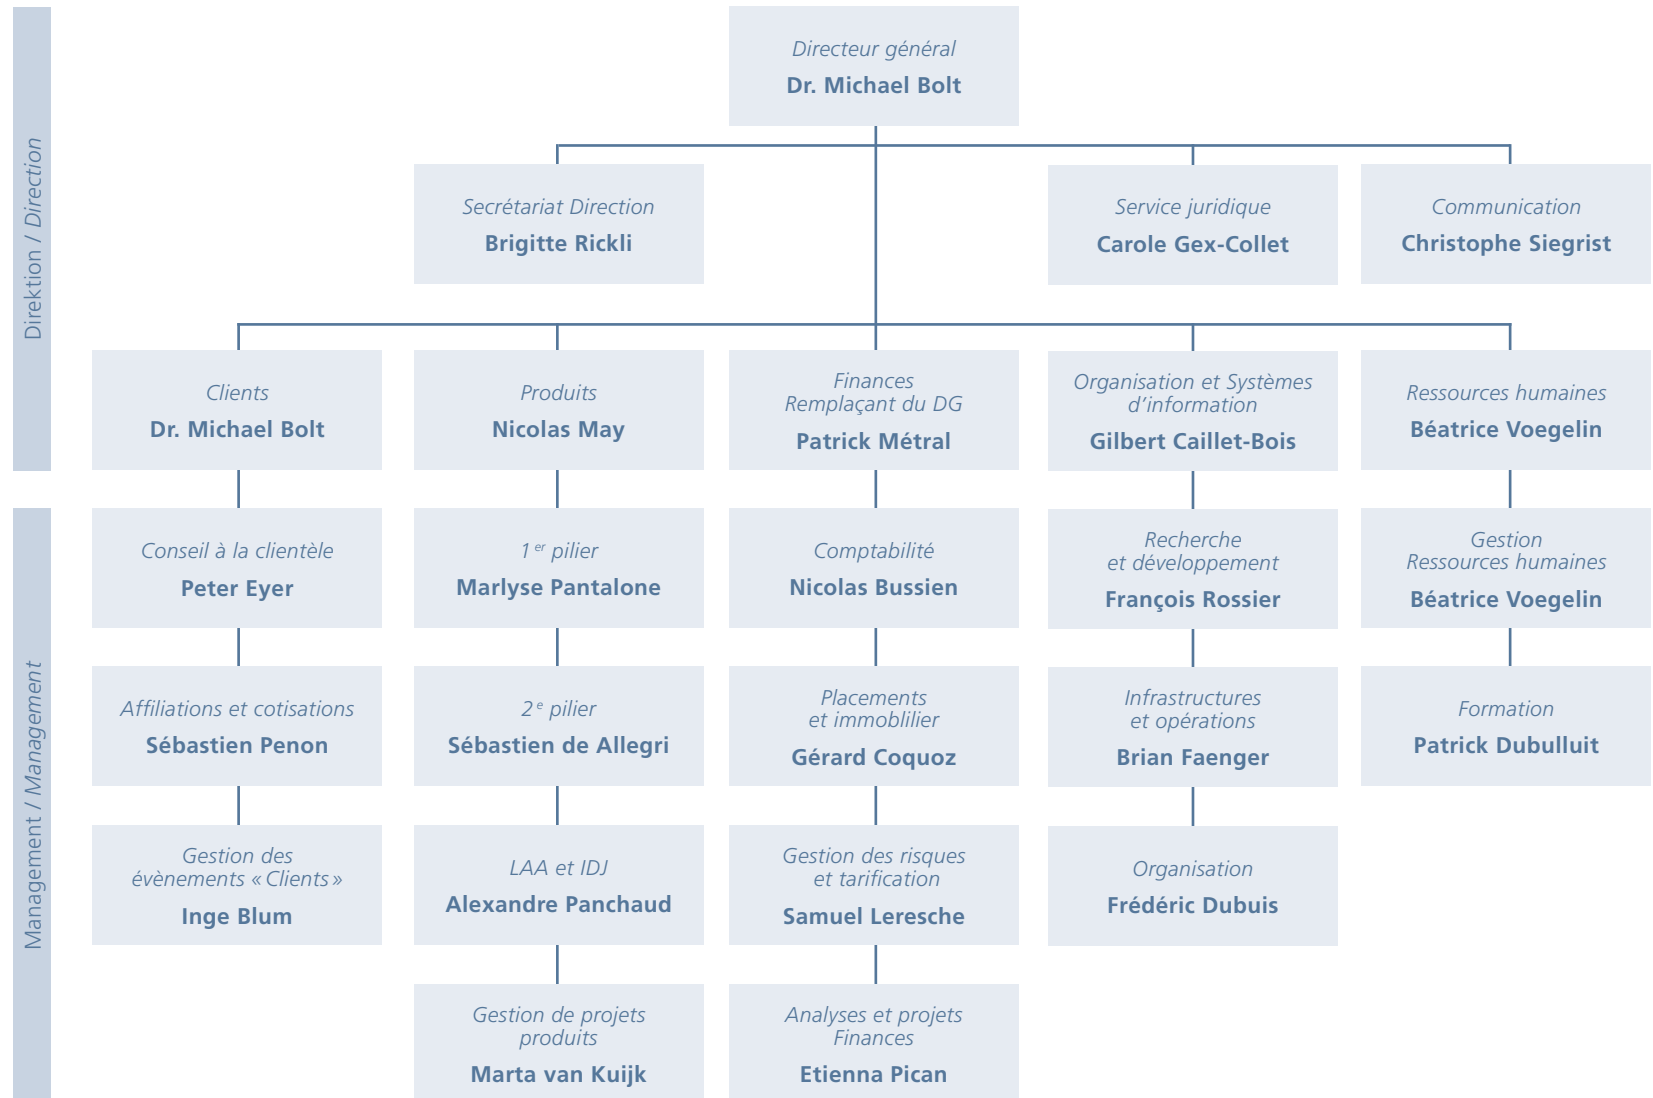 Direktion / Direction
Directeur général
Dr. Michael Bolt
Secrétariat Direction
Brigitte Rickli
Service juridique
Carole Gex-Collet
Communication
Christophe Siegrist
Clients
Dr. Michael Bolt
Produits
Nicolas May
Finances
Remplaçant du DG
Patrick Métral
Organisation et Systèmes
d’information
Gilbert Caillet-Bois
Ressources humaines
Béatrice Voegelin
Management / Management
Conseil à la clientèle
Peter Eyer
1er pilier
Marlyse Pantalone
Comptabilité
Nicolas Bussien
Recherche
et développement
François Rossier
Gestion
Ressources humaines
Béatrice Voegelin
Affiliations et cotisations
Sébastien Penon
2e pilier
Sébastien de Allegri
Placements
et immoblilier
Gérard Coquoz
Infrastructures
et opérations
Brian Faenger
Formation
Patrick Dubulluit
Gestion des
évènements « Clients »
Inge Blum
LAA et IDJ
Alexandre Panchaud
Gestion des risques
et tarification
Samuel Leresche
Organisation
Frédéric Dubuis
Gestion de projets
produits
Marta van Kuijk
Analyses et projets
Finances
Etienna Pican